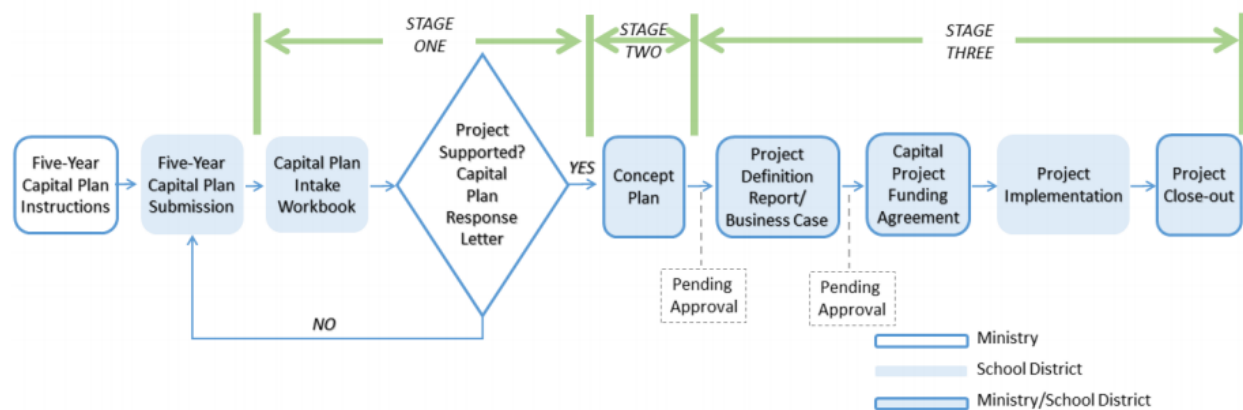 STAGE
ONE
STAGE
TWO
STAGE
THREE
Five-Year
Capital Plan
Instructions
Five-Year
Capital Plan
Submission
Capital Plan
Intake
Workbook
Project
Supported?
Capital
Plan
Response
Letter
YES
NO
Concept
Plan
Pending
Approval
Project
Definition
Report/
Business Case
Pending
Approval
Capital
Project
Funding
Agreement
Project
Implementation
Project
Close-out
Ministry
School District
Ministry/School District